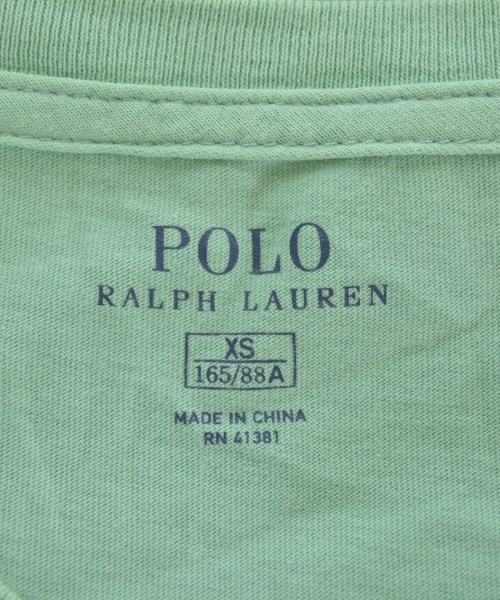 POLO
RALPH LAUREN
XS
165/88A
MADE IN CHINA
RN 41381